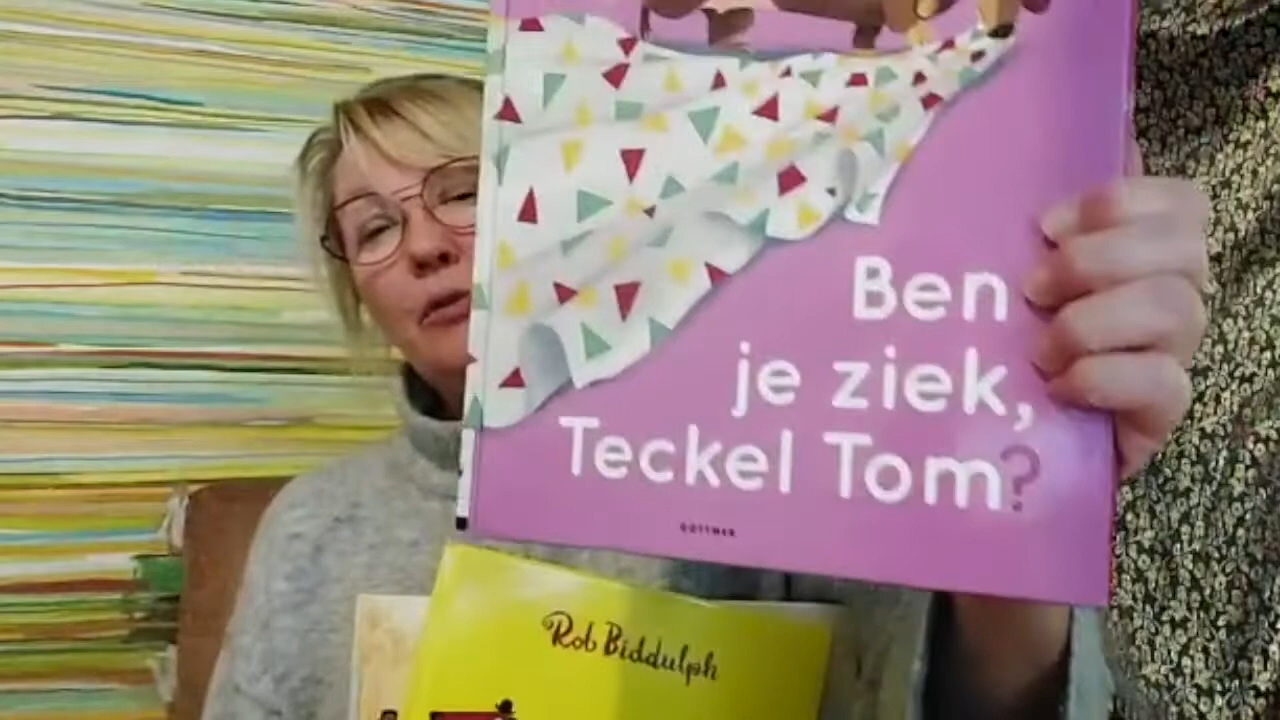 Ben
je ziek,
Teckel Tom?
GOTTMER
Rob Biddulph